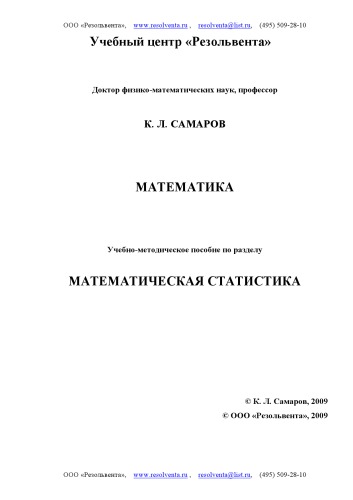 ООО «Резольвента», www.resolventa.ru , resolventa@list.ru, (495) 509-28-10
Учебный центр «Резольвента»
Доктор физико-математических наук, профессор
К. Л. САМАРОВ
МАТЕМАТИКА
Учебно-методическое пособие по разделу
МАТЕМАТИЧЕСКАЯ СТАТИСТИКА
© К. Л. Самаров, 2009
© ООО «Резольвента», 2009
ООО «Резольвента», www.resolventa.ru , resolventa@list.ru, (495) 509-28-10